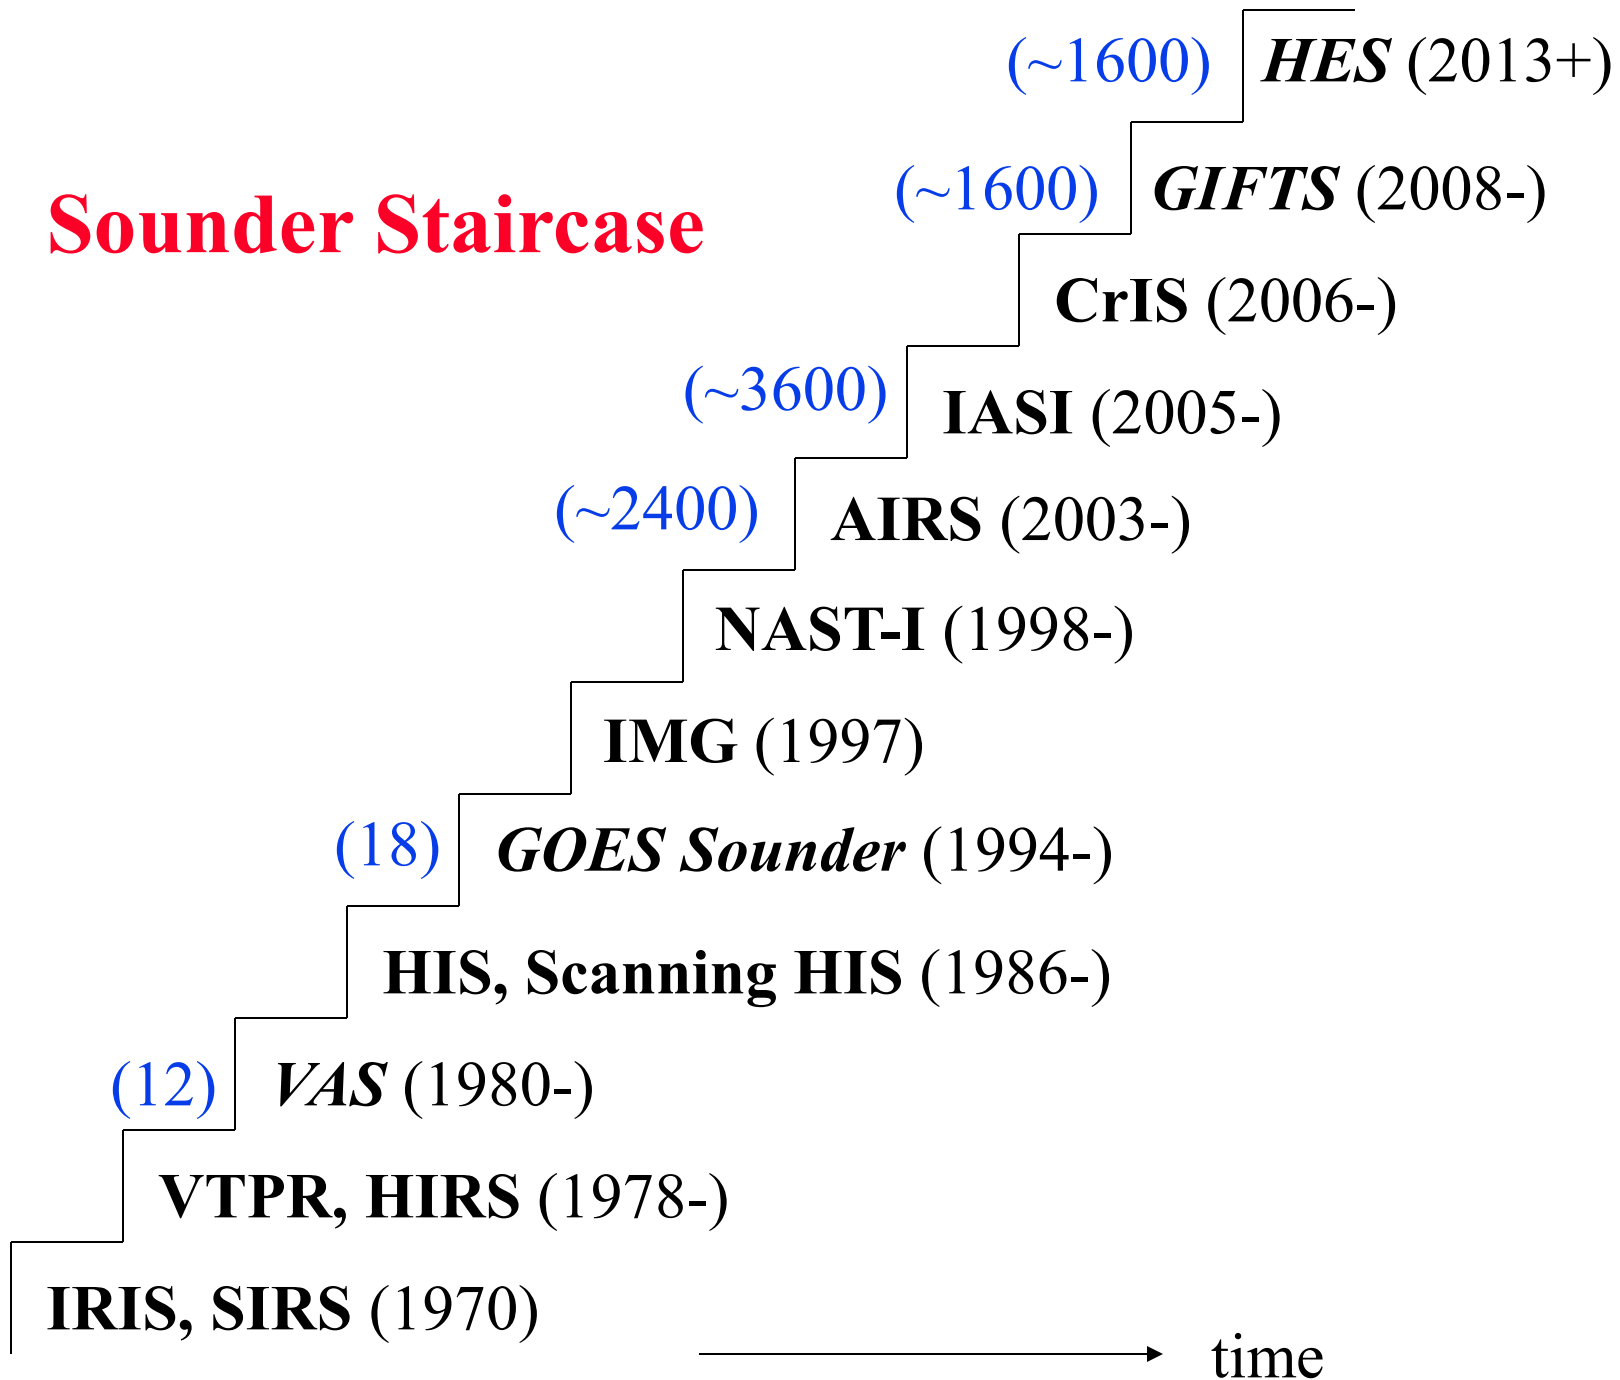 (~1600) HES (2013+)
(~1600) GIFTS (2008-)
Sounder Staircase
CrIS (2006-)
(~3600) IASI (2005-)
(~2400) AIRS (2003-)
NAST-I (1998-)
IMG (1997)
(18) GOES Sounder (1994-)
HIS, Scanning HIS (1986-)
(12) VAS (1980-)
VTPR, HIRS (1978-)
IRIS, SIRS (1970)
time